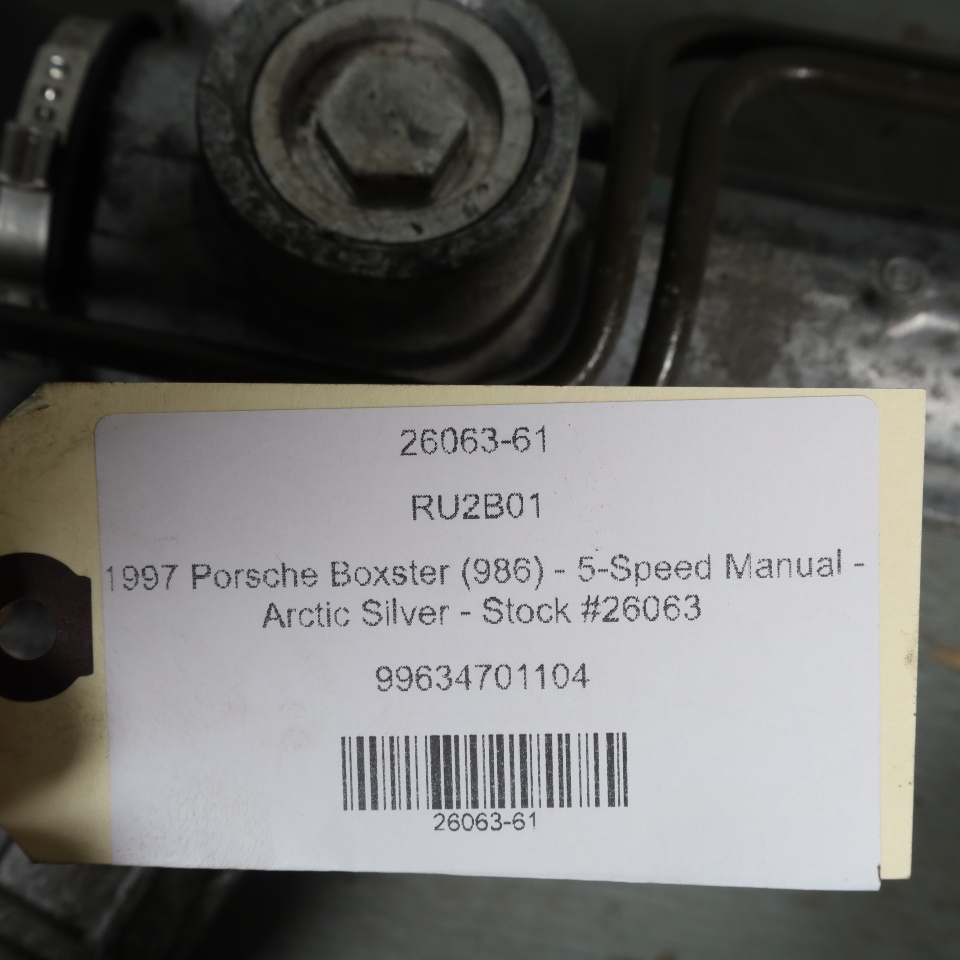 26063-61
RU2B01
1997 Porsche Boxster (986) - 5-Speed Manual -
Arctic Silver - Stock #26063
99634701104
26063-61